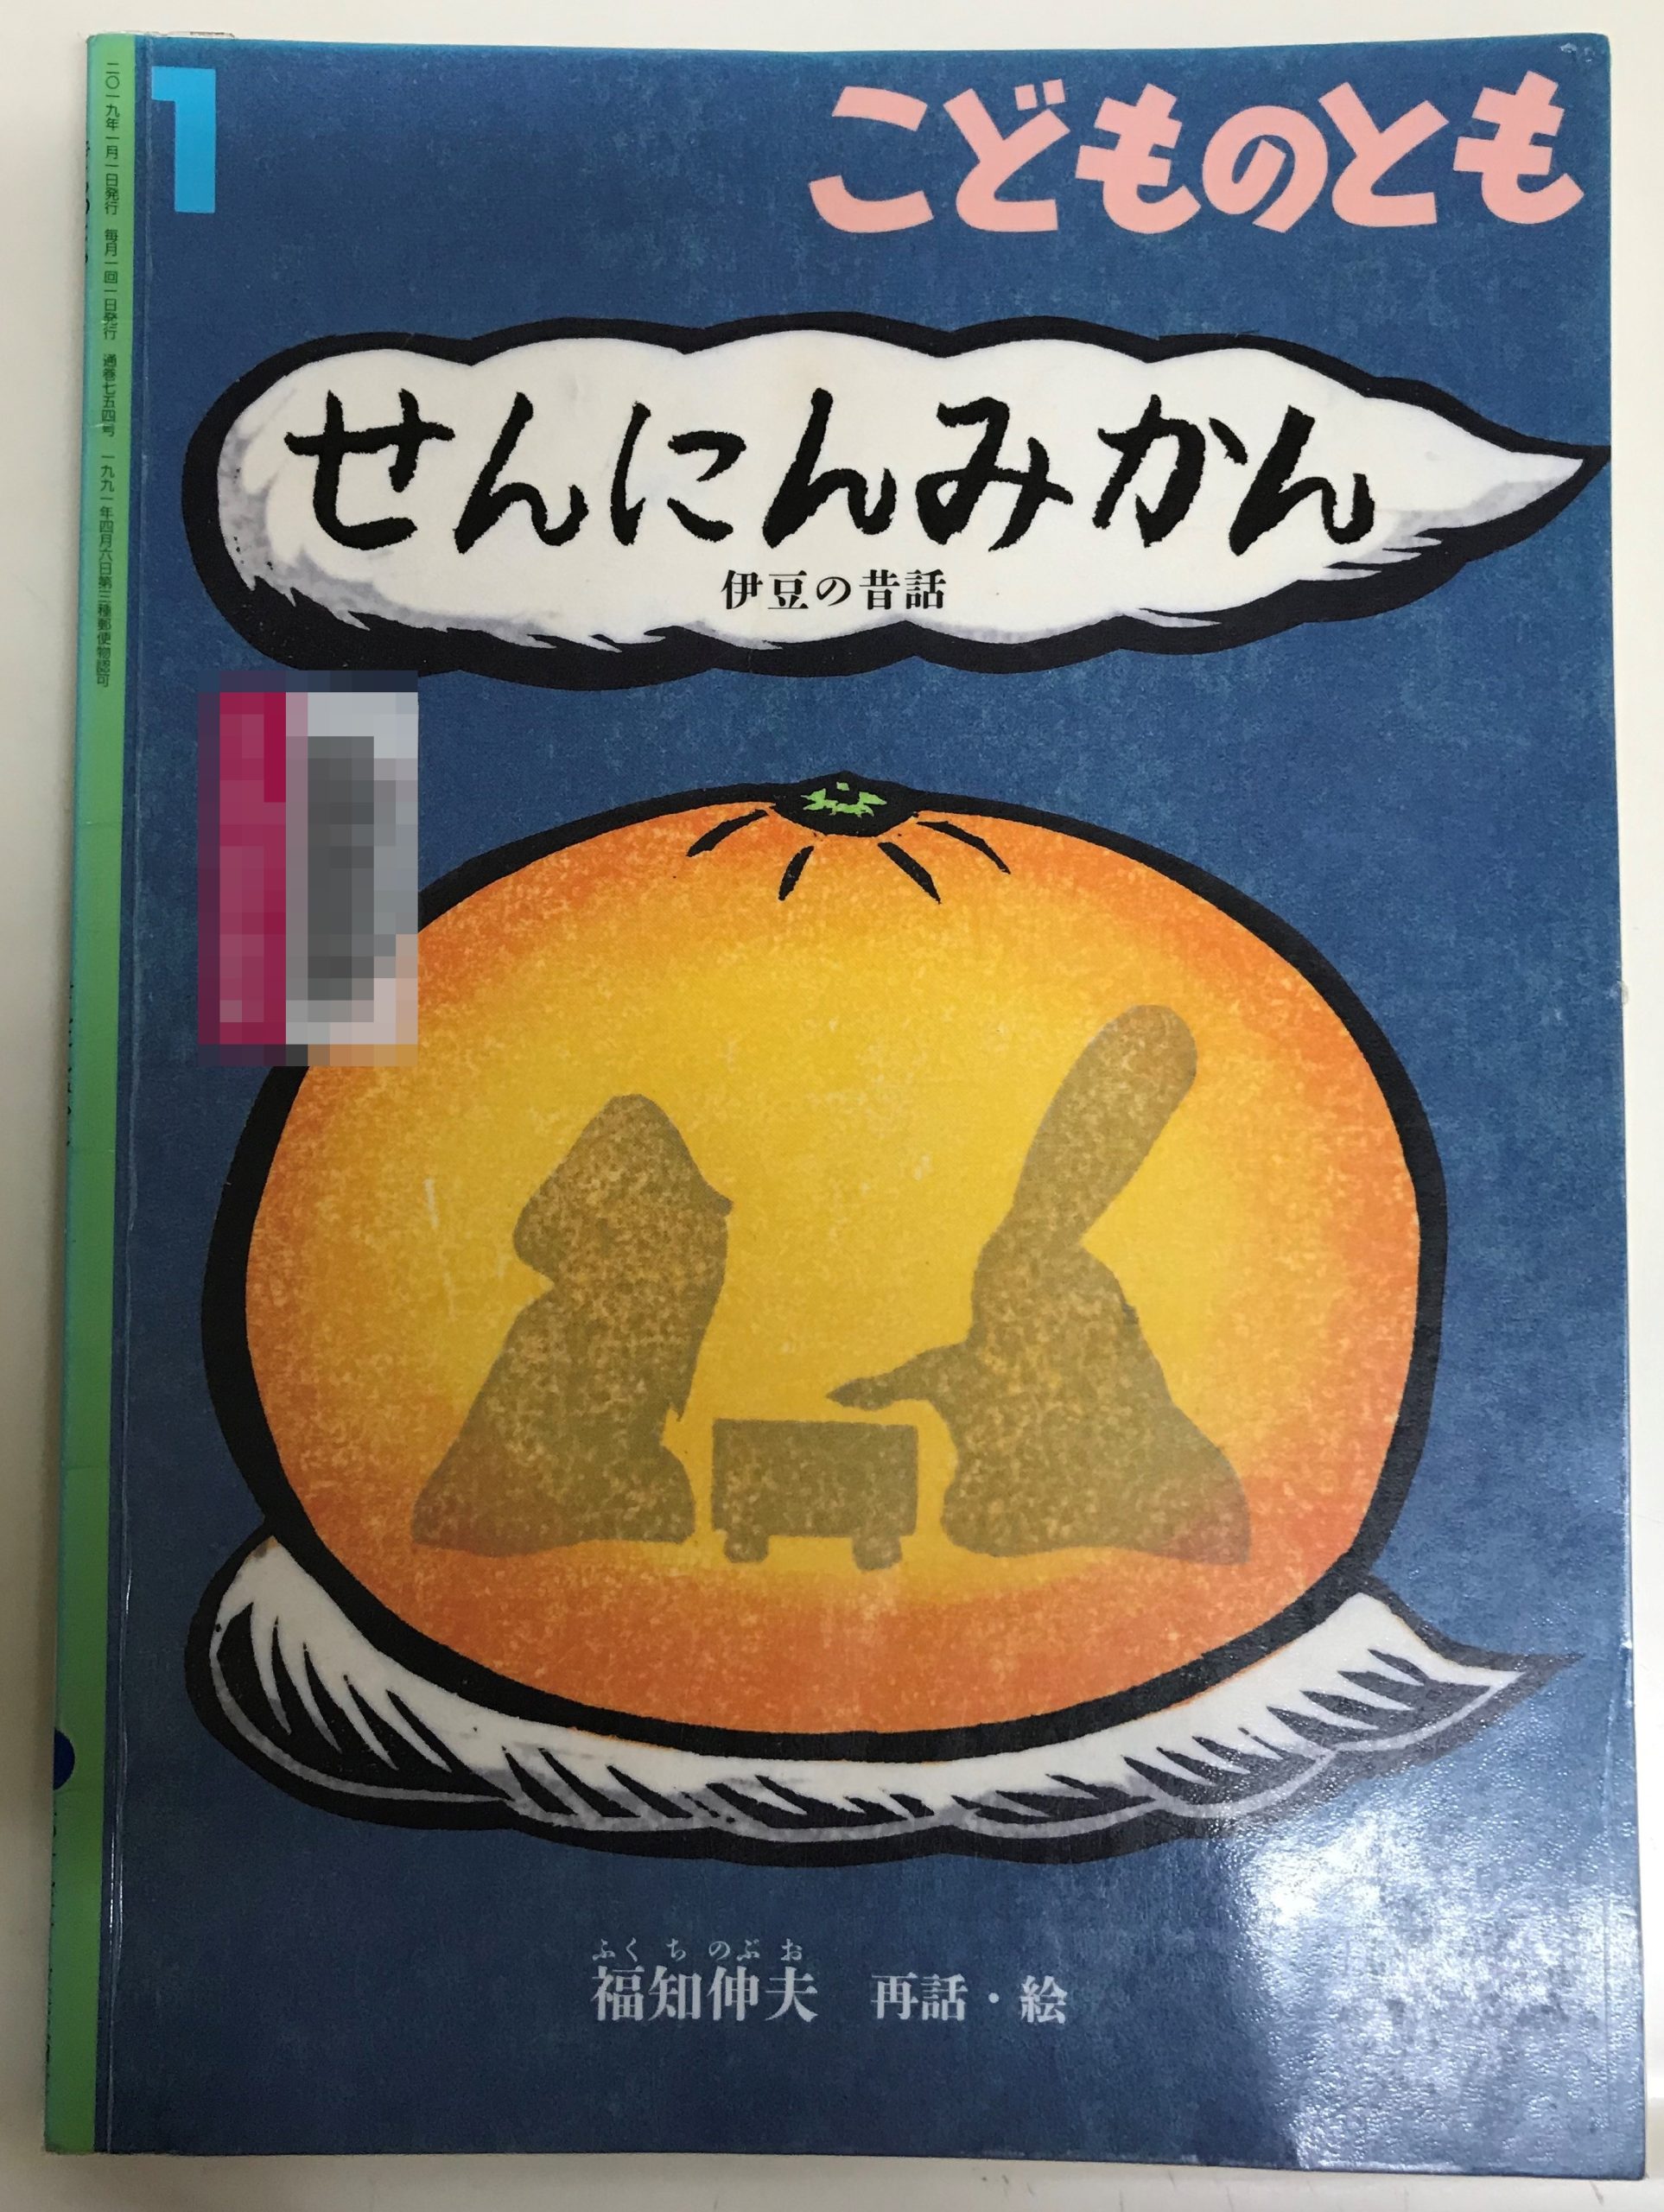 1
こどものとも
二〇一九年一月一日発行 毎月一回一日発行 通巻七五四号 一九九一年四月六日第三種郵便物認可
せんにんみかん
伊豆の昔話
ふく ち のぶ お
福知伸夫 再話・絵